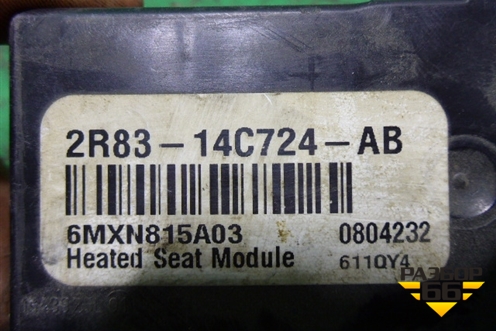 2R83-14C724-AB
6MXN815A03 0804232
Heated Seat Module 611QY4
РАЗБОР
66